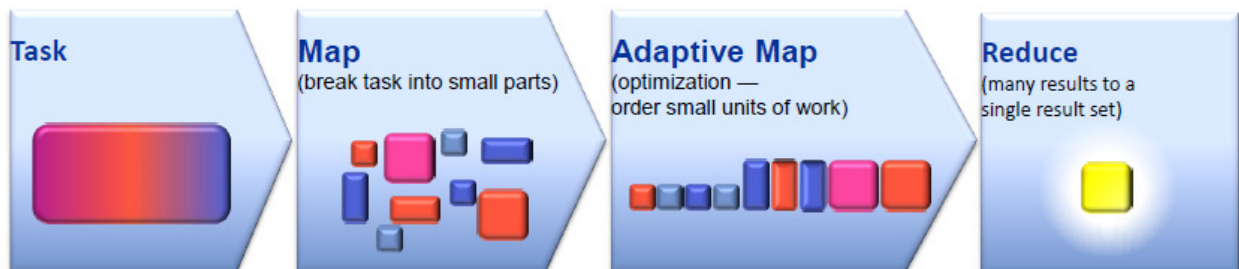 Task
Map
(break task into small parts)
Adaptive Map
(optimization —
order small units of work)
Reduce
(many results to a
single result set)